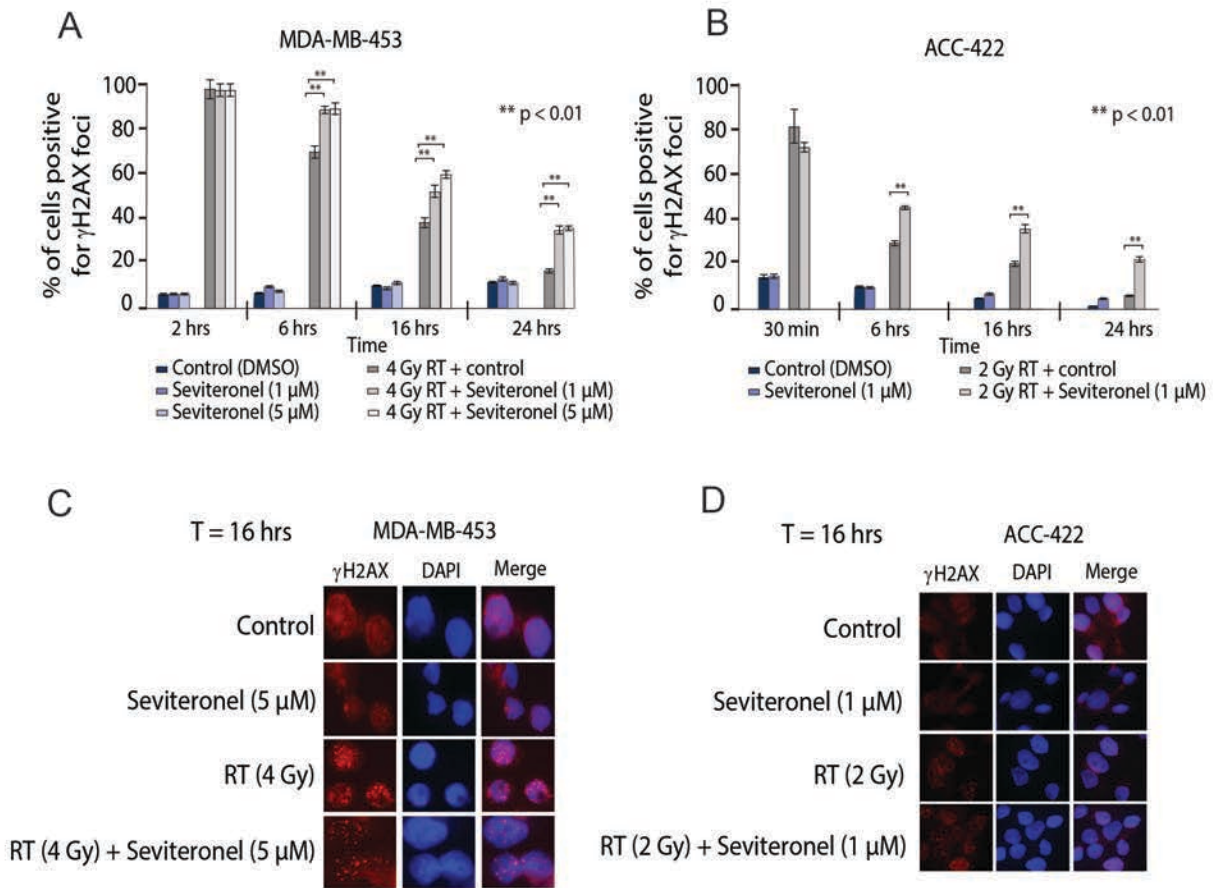 A
MDA-MB-453
% of cells positive
for γH2AX foci
100
80
60
40
20
0
**
**
**
**
**
**
** p < 0.01
2 hrs
6 hrs
16 hrs
24 hrs
Time
Control (DMSO)
Seviteronel (1 µM)
Seviteronel (5 µM)
4 Gy RT + control
4 Gy RT + Seviteronel (1 µM)
4 Gy RT + Seviteronel (5 µM)
B
ACC-422
% of cells positive
for γH2AX foci
100
80
60
40
20
0
**
**
**
** p < 0.01
30 min
6 hrs
16 hrs
24 hrs
Time
Control (DMSO)
Seviteronel (1 µM)
2 Gy RT + control
2 Gy RT + Seviteronel (1 µM)
C
T = 16 hrs
MDA-MB-453
γH2AX DAPI Merge
Control
Seviteronel (5 µM)
RT (4 Gy)
RT (4 Gy) + Seviteronel (5 µM)
D
T = 16 hrs
ACC-422
γH2AX DAPI Merge
Control
Seviteronel (1 µM)
RT (2 Gy)
RT (2 Gy) + Seviteronel (1 µM)